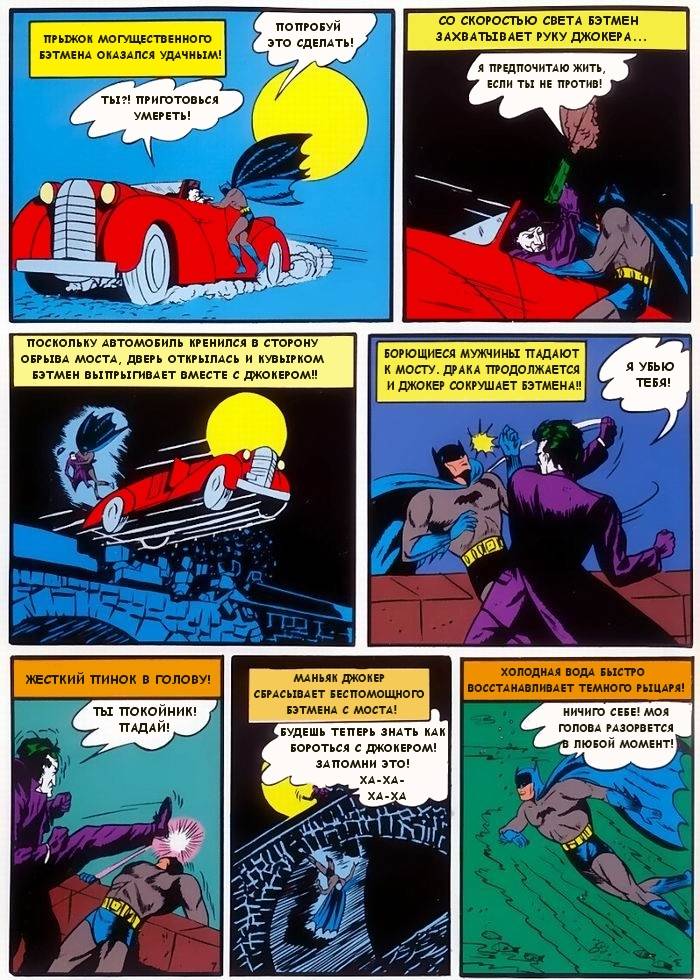 ПРЫЖОК МОГУЩЕСТВЕННОГО
БЭТМЕНА ОКАЗАЛСЯ УДАЧНЫМ!
ПОПРОБУЙ
ЭТО СДЕЛАТЬ!
ТЫ?! ПРИГОТОВЬСЯ
УМЕРЕТЬ!
СО СКОРОСТЬЮ СВЕТА БЭТМЕН
ЗАХВАТЫВАЕТ РУКУ ДЖОКЕРА...
Я ПРЕДПОЧИТАЮ ЖИТЬ,
ЕСЛИ ТЫ НЕ ПРОТИВ!
ПОСКОЛЬКУ АВТОМОБИЛЬ КРЕНИЛСЯ В СТОРОНУ
ОБРЫВА МОСТА, ДВЕРЬ ОТКРЫЛАСЬ И КУВЫРКОМ
БЭТМЕН ВЫПРЫГИВАЕТ ВМЕСТЕ С ДЖОКЕРОМ!!
БОРЮЩИЕСЯ МУЖЧИНЫ ПАДАЮТ
К МОСТУ. ДРАКА ПРОДОЛЖАЕТСЯ
И ДЖОКЕР СОКРУШАЕТ БЭТМЕНА!!
Я УБЬЮ
ТЕБЯ!
ЖЕСТКИЙ ПИНОК В ГОЛОВУ!
ТЫ ПОКОЙНИК!
ПАДАЙ!
МАНЬЯК ДЖОКЕР
СБРАСЫВАЕТ БЕСПОМОЩНОГО
БЭТМЕНА С МОСТА!
БУДЕШЬ ТЕПЕРЬ ЗНАТЬ КАК
БОРОТЬСЯ С ДЖОКЕРОМ!
ЗАПОМНИ ЭТО!
ХА-ХА-
ХА-ХА
ХОЛОДНАЯ ВОДА БЫСТРО
ВОССТАНАВЛИВАЕТ ТЕМНОГО РЫЦАРЯ!
НИЧИГО СЕБЕ! МОЯ
ГОЛОВА РАЗОРВЕТСЯ
В ЛЮБОЙ МОМЕНТ!